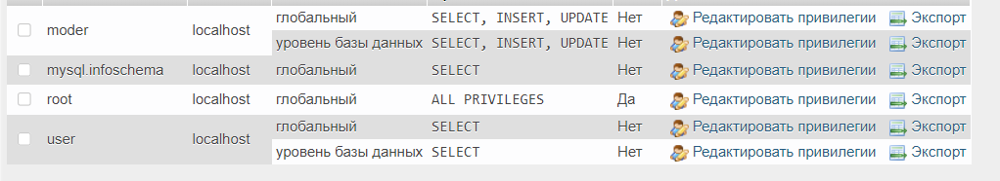 глобальный SELECT, INSERT, UPDATE Нет Редактировать привилегии Экспорт
moder localhost
уровень базы данных SELECT, INSERT, UPDATE Нет Редактировать привилегии Экспорт
mysql.infoschema localhost глобальный SELECT Нет Редактировать привилегии Экспорт
root localhost глобальный ALL PRIVILEGES Да Редактировать привилегии Экспорт
глобальный SELECT Нет Редактировать привилегии Экспорт
user localhost
уровень базы данных SELECT Нет Редактировать привилегии Экспорт